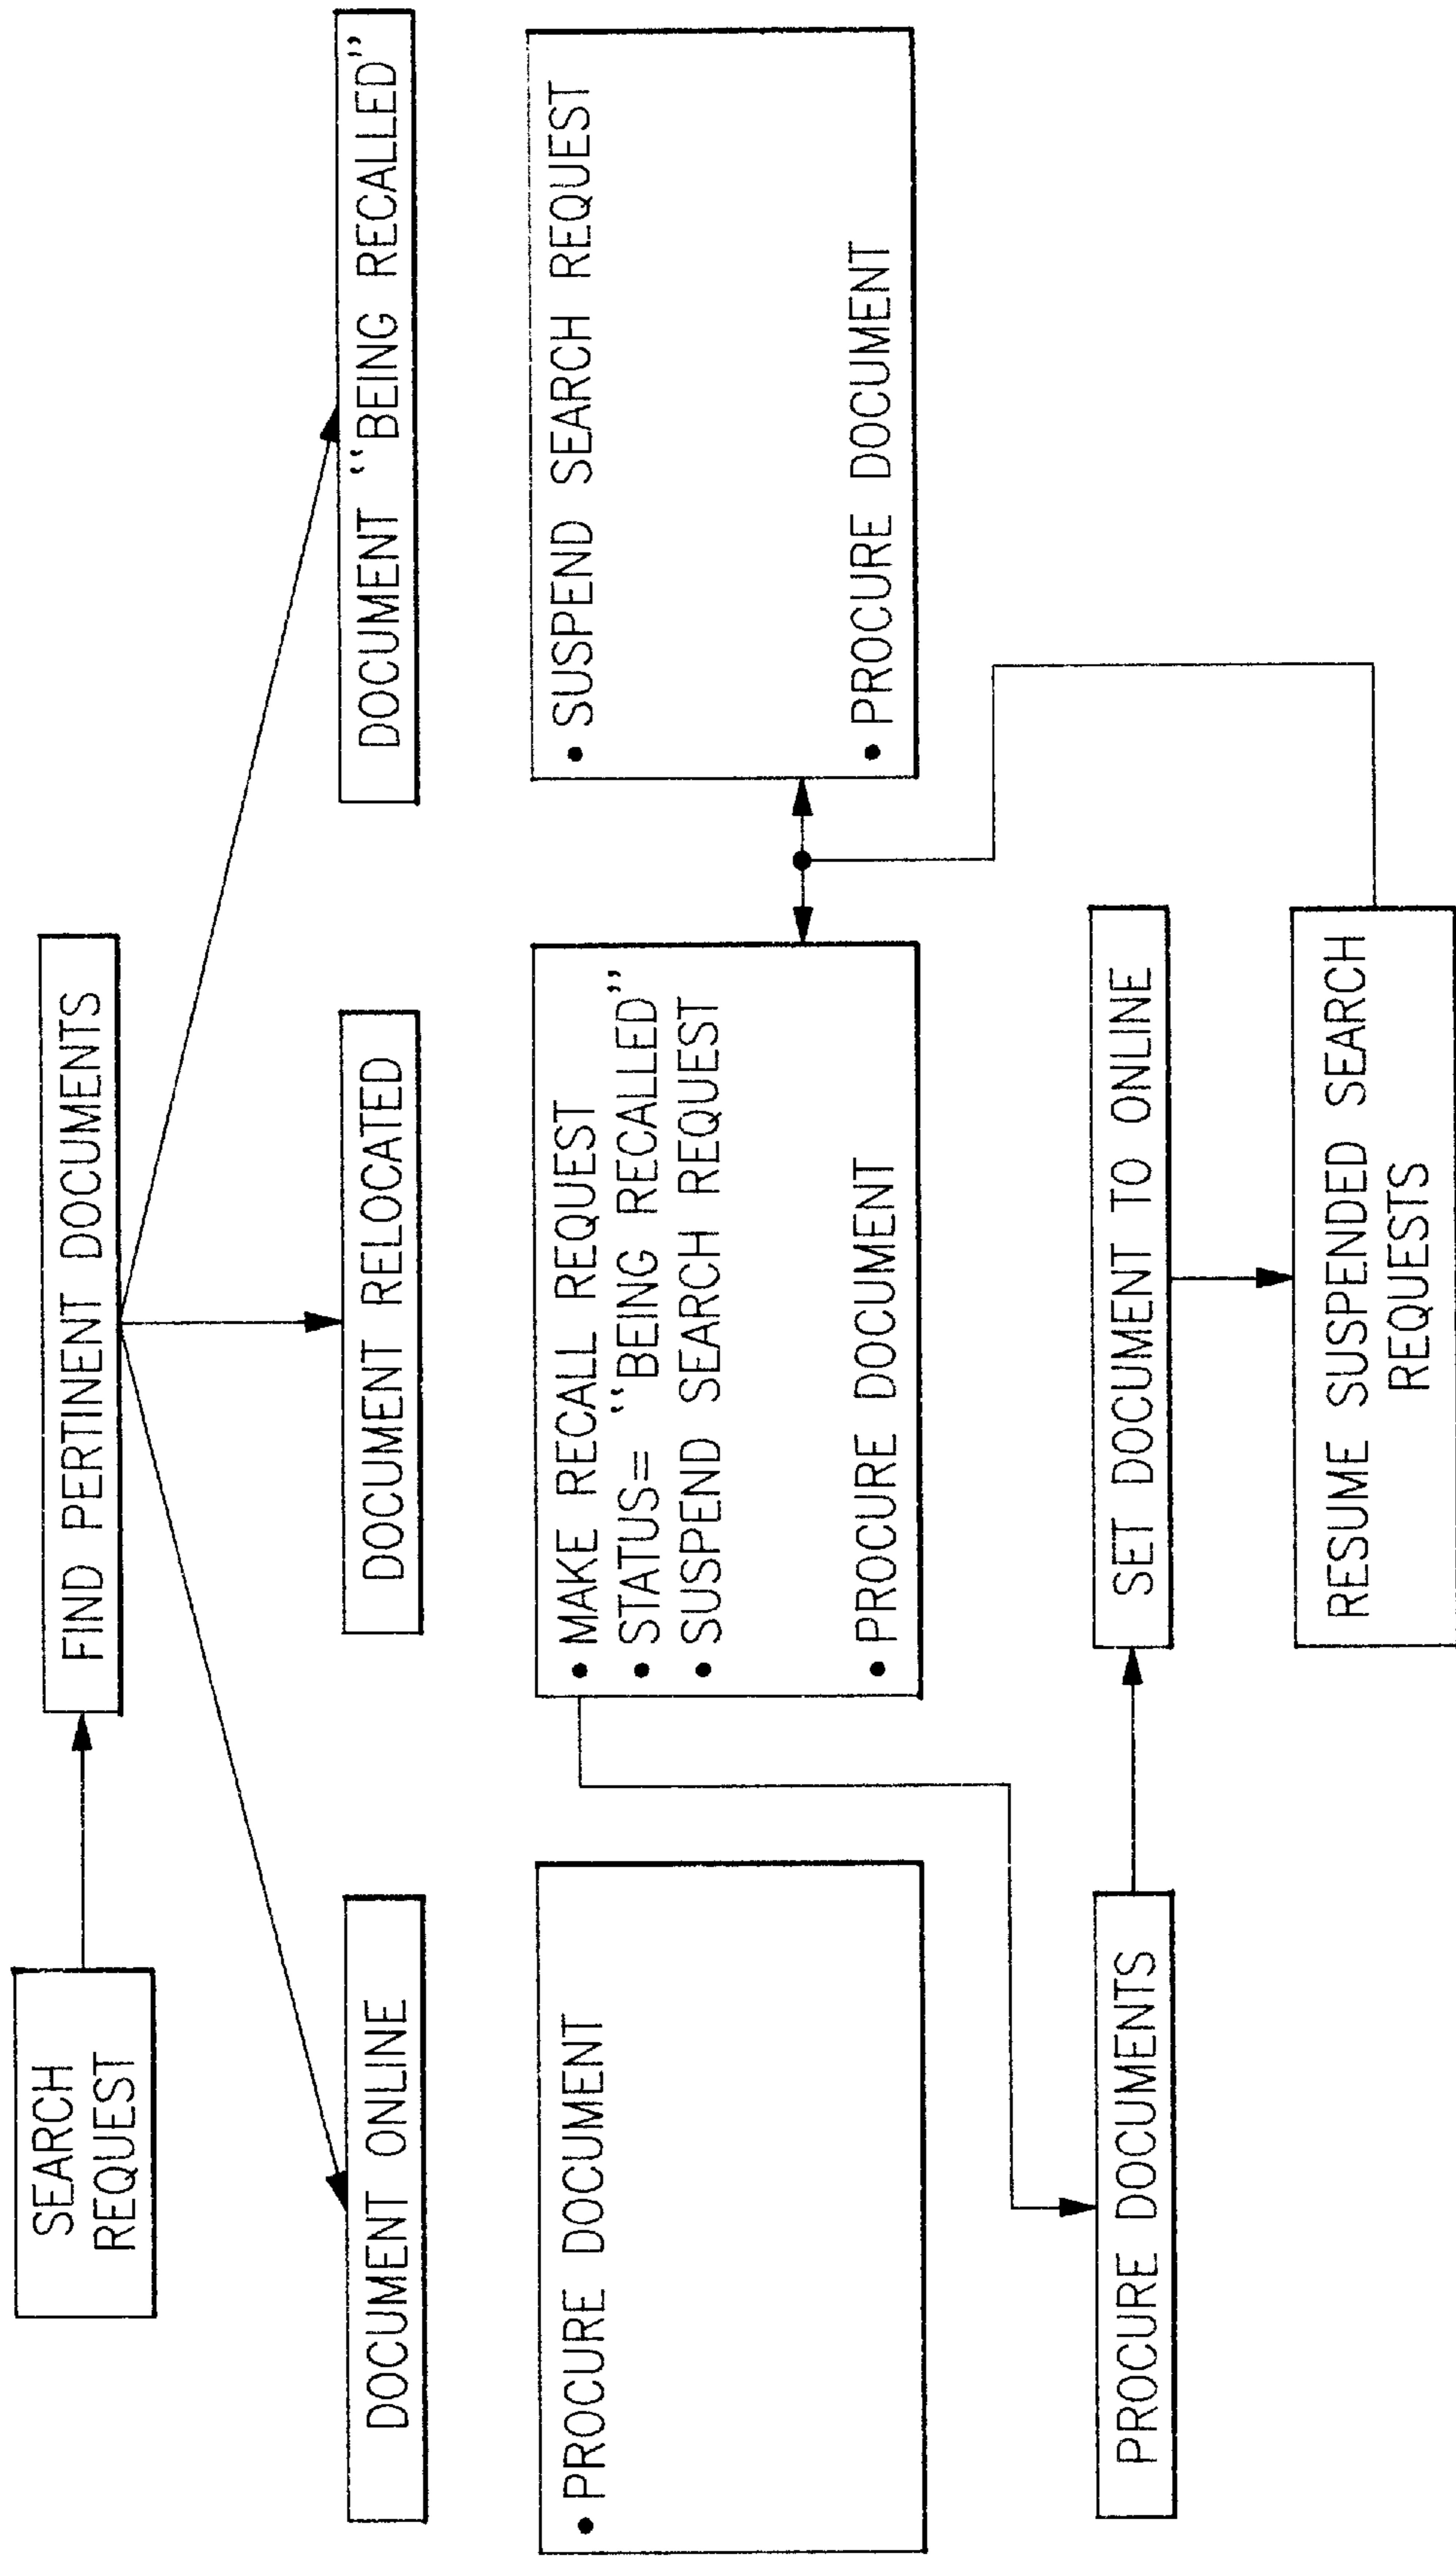 SEARCH
REQUEST
FIND PERTINENT DOCUMENTS
DOCUMENT ONLINE
DOCUMENT RELOCATED
DOCUMENT "BEING RECALLED"
• PROCURE DOCUMENT
• MAKE RECALL REQUEST
• STATUS= "BEING RECALLED"
• SUSPEND SEARCH REQUEST
• PROCURE DOCUMENT
• SUSPEND SEARCH REQUEST
• PROCURE DOCUMENT
PROCURE DOCUMENTS
SET DOCUMENT TO ONLINE
RESUME SUSPENDED SEARCH
REQUESTS